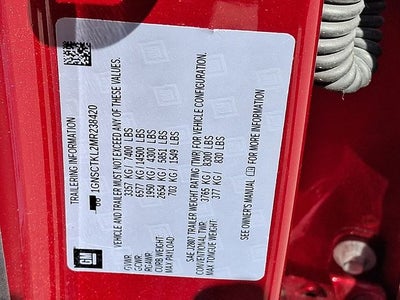 TRAILERING INFORMATION
1GNSCTKL2MR238420
VEHICLE AND TRAILER MUST NOT EXCEED ANY OF THESE VALUES.
GVWR 3357 KG / 7400 LBS
GCWR 6577 KG / 14500 LBS
RGAWR 1950 KG / 4300 LBS
CURB WEIGHT 2654 KG / 5851 LBS
MAX PAYLOAD 703 KG / 1549 LBS
SAE J2807 TRAILER WEIGHT RATING (TWR) FOR VEHICLE CONFIGURATION.
CONVENTIONAL TWR 3765 KG / 8300 LBS
MAX TONGUE WEIGHT 377 KG / 830 LBS
SEE OWNER'S MANUAL FOR MORE INFORMATION
GM